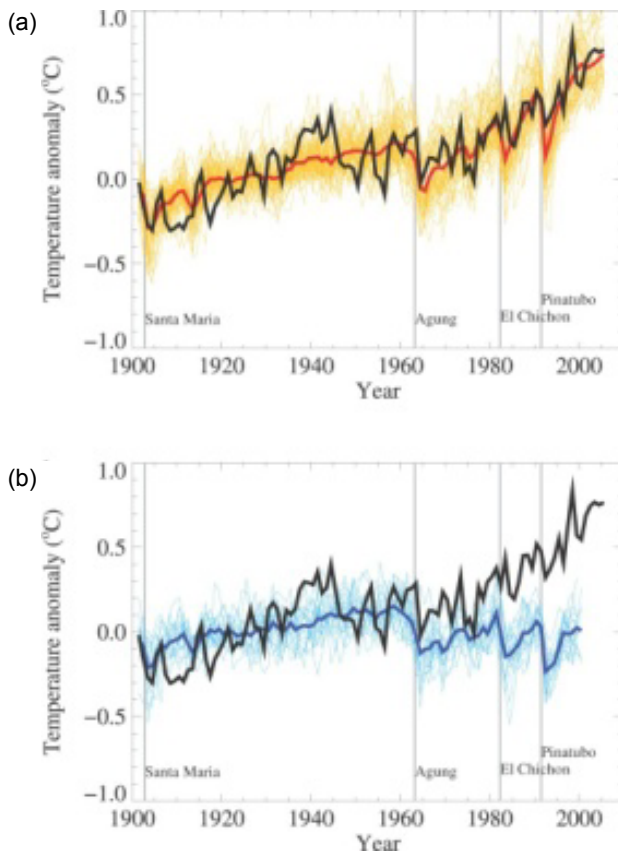 (a)
Temperature anomaly (°C)
1.0
0.5
0.0
−0.5
−1.0
Santa Maria
Agung
El Chichon
Pinatubo
1900 1920 1940 1960 1980 2000
Year
(b)
Temperature anomaly (°C)
1.0
0.5
0.0
−0.5
−1.0
Santa Maria
Agung
El Chichon
Pinatubo
1900 1920 1940 1960 1980 2000
Year